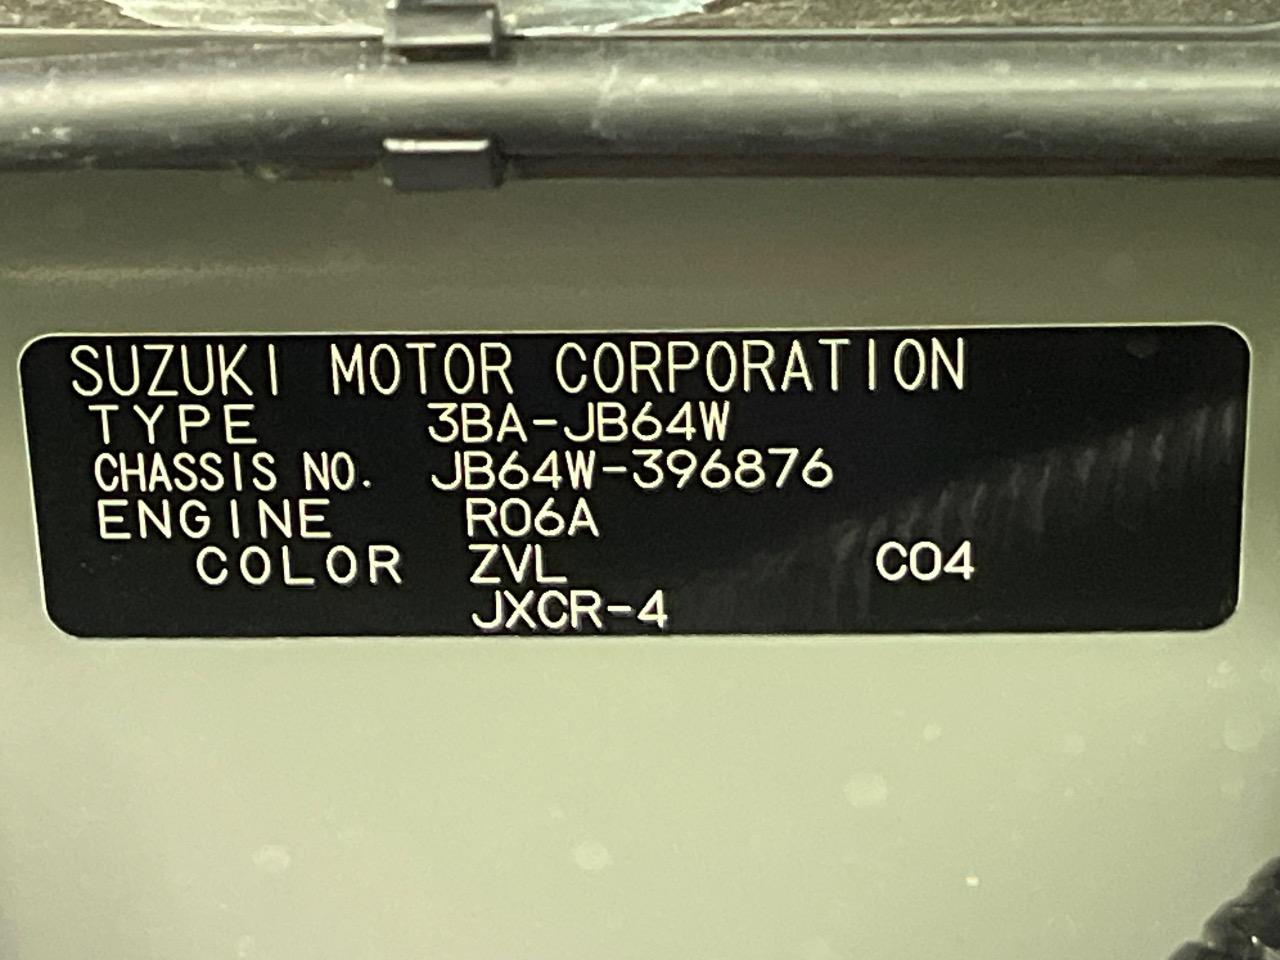 SUZUKI MOTOR CORPORATION
TYPE 3BA-JB64W
CHASSIS NO. JB64W-396876
ENGINE R06A
COLOR ZVL C04
JXCR-4